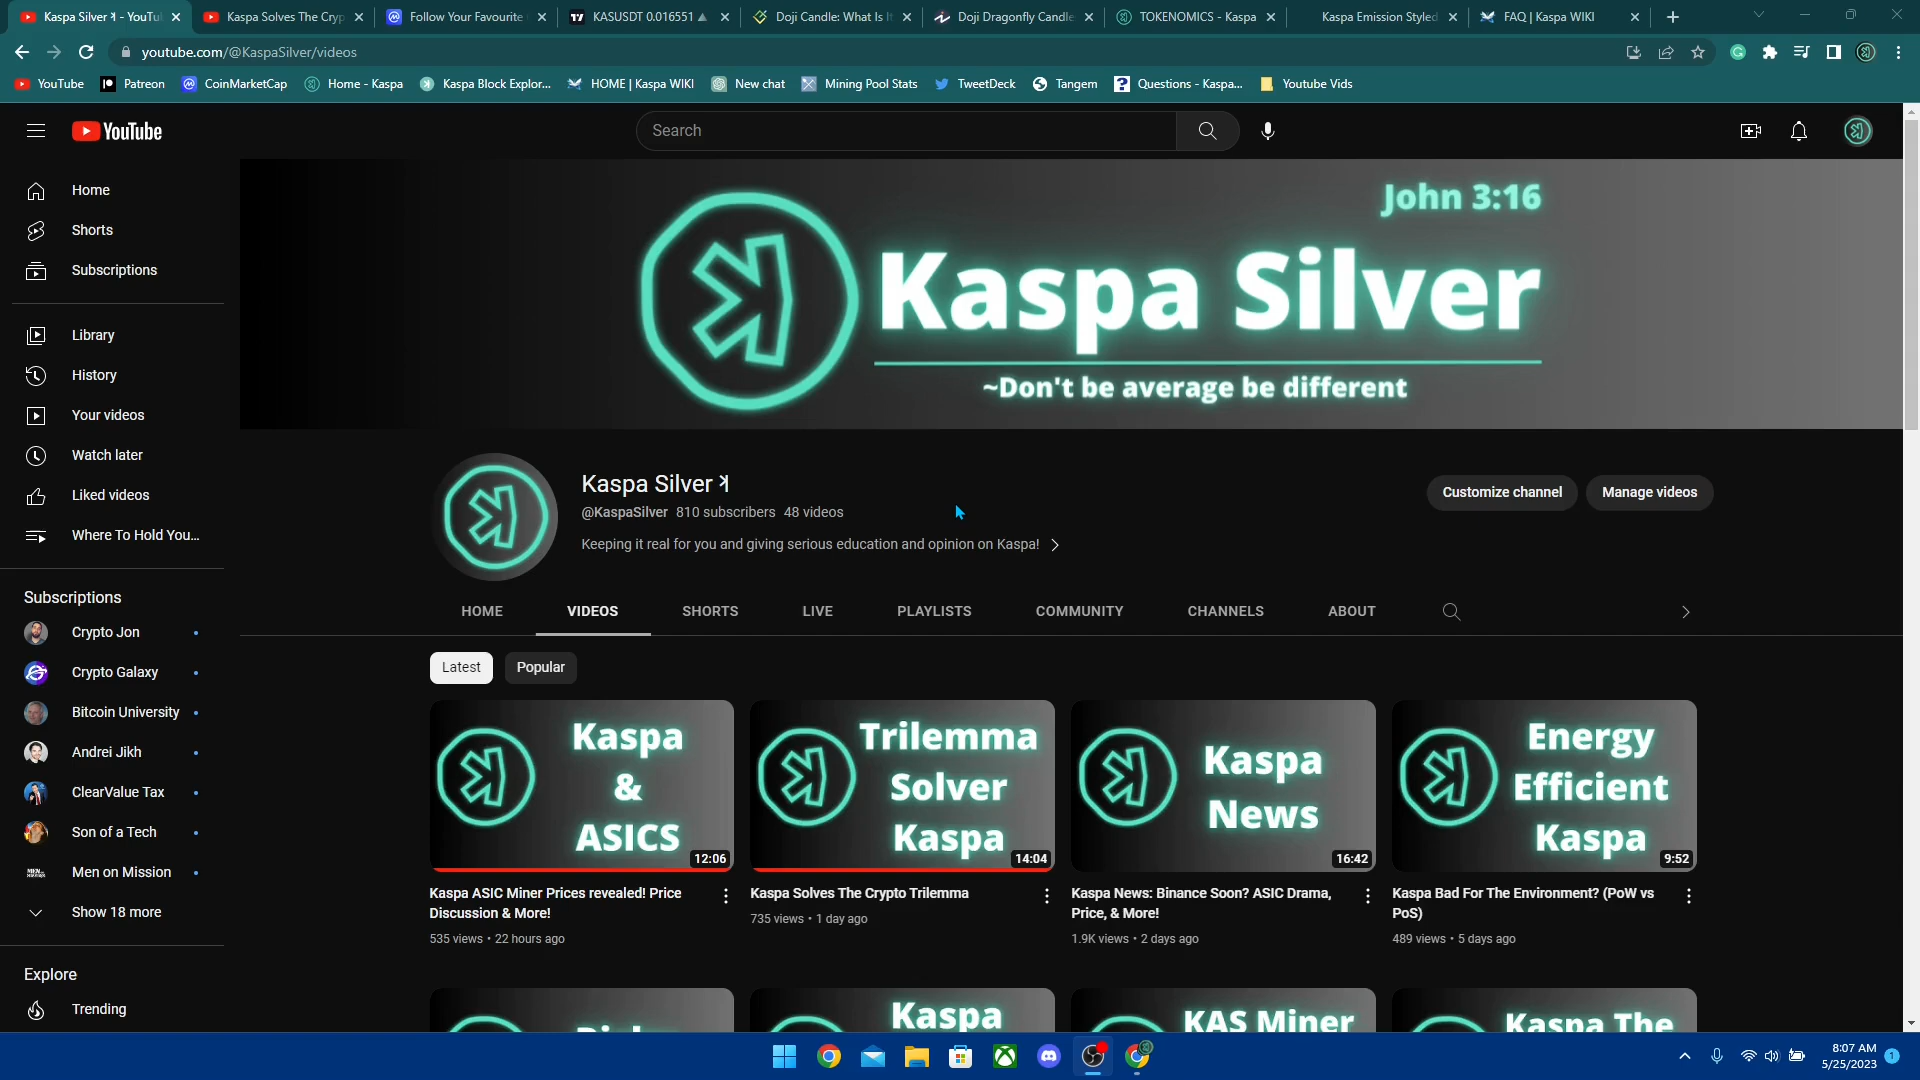 Kaspa Silver ꓘ - YouTu
Kaspa Solves The Cryp
Follow Your Favourite
KASUSDT 0.016551 ▲
Doji Candle: What Is It
Doji Dragonfly Candle
TOKENOMICS - Kaspa
Kaspa Emission Styled
FAQ | Kaspa WIKI
youtube.com/@KaspaSilver/videos
YouTube
Patreon
CoinMarketCap
Home - Kaspa
Kaspa Block Explor...
HOME | Kaspa WIKI
New chat
Mining Pool Stats
TweetDeck
Tangem
Questions - Kaspa...
Youtube Vids
YouTube
Search
Home
Shorts
Subscriptions
Library
History
Your videos
Watch later
Liked videos
Where To Hold You...
Subscriptions
Crypto Jon
Crypto Galaxy
Bitcoin University
Andrei Jikh
ClearValue Tax
Son of a Tech
Men on Mission
Show 18 more
Explore
Trending
John 3:16
Kaspa Silver
~Don't be average be different
Kaspa Silver ꓘ
@KaspaSilver 810 subscribers 48 videos
Keeping it real for you and giving serious education and opinion on Kaspa!
Customize channel
Manage videos
HOME
VIDEOS
SHORTS
LIVE
PLAYLISTS
COMMUNITY
CHANNELS
ABOUT
Latest
Popular
Kaspa
&
ASICS
12:06
Kaspa ASIC Miner Prices revealed! Price
Discussion & More!
535 views • 22 hours ago
Trilemma
Solver
Kaspa
14:04
Kaspa Solves The Crypto Trilemma
735 views • 1 day ago
Kaspa
News
16:42
Kaspa News: Binance Soon? ASIC Drama,
Price, & More!
1.9K views • 2 days ago
Energy
Efficient
Kaspa
9:52
Kaspa Bad For The Environment? (PoW vs
PoS)
489 views • 5 days ago
Kaspa
KAS Miner
Kaspa The
8:07 AM
5/25/2023
1